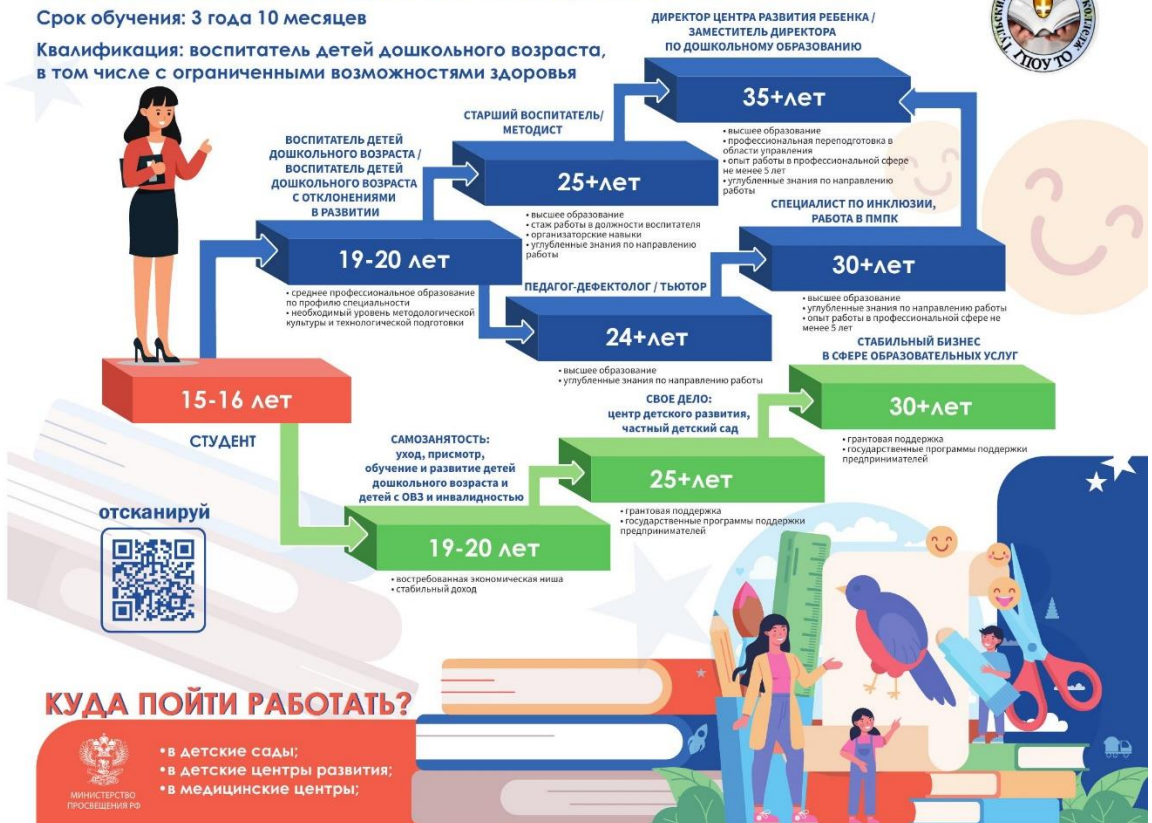 Срок обучения: 3 года 10 месяцев
Квалификация: воспитатель детей дошкольного возраста,
в том числе с ограниченными возможностями здоровья
ГПОУ ТО
ДИРЕКТОР ЦЕНТРА РАЗВИТИЯ РЕБЕНКА /
ЗАМЕСТИТЕЛЬ ДИРЕКТОРА
ПО ДОШКОЛЬНОМУ ОБРАЗОВАНИЮ
35+лет
• высшее образование
• профессиональная переподготовка в
области управления
• опыт работы в профессиональной сфере
не менее 5 лет
• углубленные знания по направлению
работы
СТАРШИЙ ВОСПИТАТЕЛЬ/
МЕТОДИСТ
25+лет
• высшее образование
• стаж работы в должности воспитателя
• организаторские навыки
• углубленные знания по направлению
работы
ВОСПИТАТЕЛЬ ДЕТЕЙ
ДОШКОЛЬНОГО ВОЗРАСТА /
ВОСПИТАТЕЛЬ ДЕТЕЙ
ДОШКОЛЬНОГО ВОЗРАСТА
С ОТКЛОНЕНИЯМИ
В РАЗВИТИИ
19-20 лет
• среднее профессиональное образование
по профилю специальности
• необходимый уровень методологической
культуры и технологической подготовки
СПЕЦИАЛИСТ ПО ИНКЛЮЗИИ,
РАБОТА В ПМПК
30+лет
• высшее образование
• углубленные знания по направлению работы
• опыт работы в профессиональной сфере не
менее 5 лет
ПЕДАГОГ-ДЕФЕКТОЛОГ / ТЬЮТОР
24+лет
• высшее образование
• углубленные знания по направлению работы
15-16 лет
СТУДЕНТ
СТАБИЛЬНЫЙ БИЗНЕС
В СФЕРЕ ОБРАЗОВАТЕЛЬНЫХ УСЛУГ
30+лет
• грантовая поддержка
• государственные программы поддержки
предпринимателей
СВОЕ ДЕЛО:
центр детского развития,
частный детский сад
25+лет
• грантовая поддержка
• государственные программы поддержки
предпринимателей
САМОЗАНЯТОСТЬ:
уход, присмотр,
обучение и развитие детей
дошкольного возраста и
детей с ОВЗ и инвалидностью
19-20 лет
• востребованная экономическая ниша
• стабильный доход
отсканируй
КУДА ПОЙТИ РАБОТАТЬ?
МИНИСТЕРСТВО
ПРОСВЕЩЕНИЯ РФ
• в детские сады;
• в детские центры развития;
• в медицинские центры;